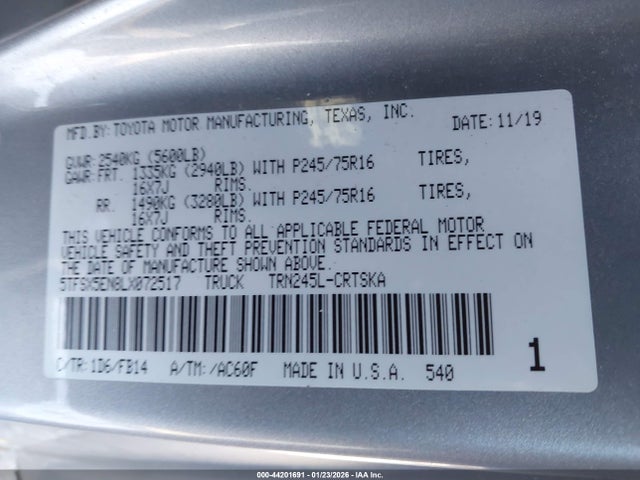 MFD.BY:TOYOTA MOTOR MANUFACTURING, TEXAS, INC. DATE:11/19
GVWR:2540KG (5600LB)
GAWR:FRT. 1335KG (2940LB) WITH P245/75R16 TIRES,
16X7J RIMS.
RR. 1490KG (3280LB) WITH P245/75R16 TIRES,
16X7J RIMS.
THIS VEHICLE CONFORMS TO ALL APPLICABLE FEDERAL MOTOR
VEHICLE SAFETY AND THEFT PREVENTION STANDARDS IN EFFECT ON
THE DATE OF MANUFACTURE SHOWN ABOVE.
5TFSX5EN8LX072517 TRUCK TRN245L-CRTSKA
C/TR:1D6/FB14 A/TM:/AC60F MADE IN U.S.A. 540 1
000-44201691 - 01/23/2026 - IAA Inc.